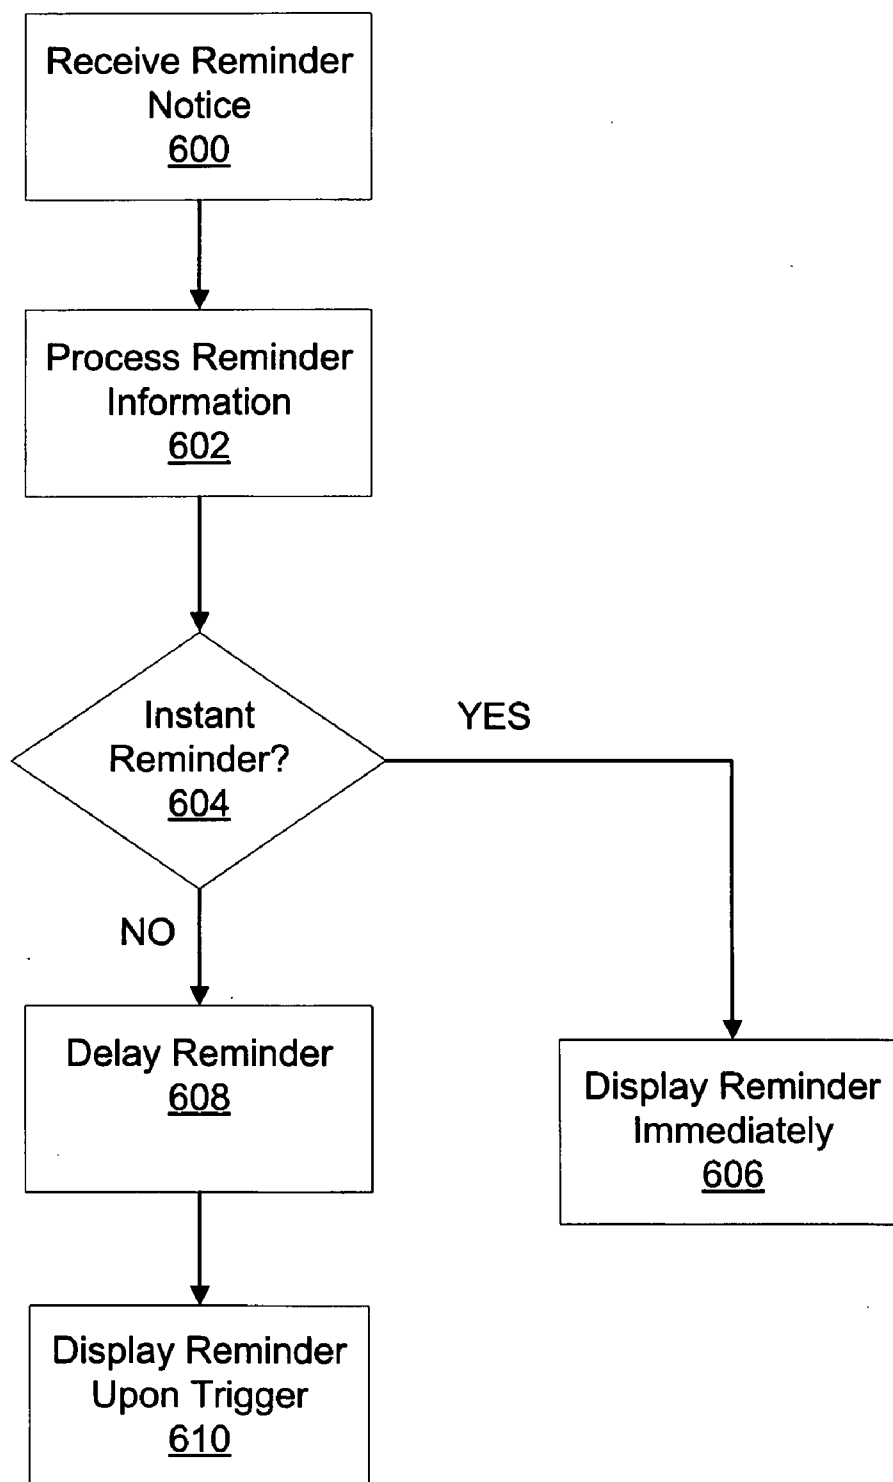 Receive Reminder
Notice
600
Process Reminder
Information
602
Instant
Reminder?
604
YES
NO
Delay Reminder
608
Display Reminder
Immediately
606
Display Reminder
Upon Trigger
610